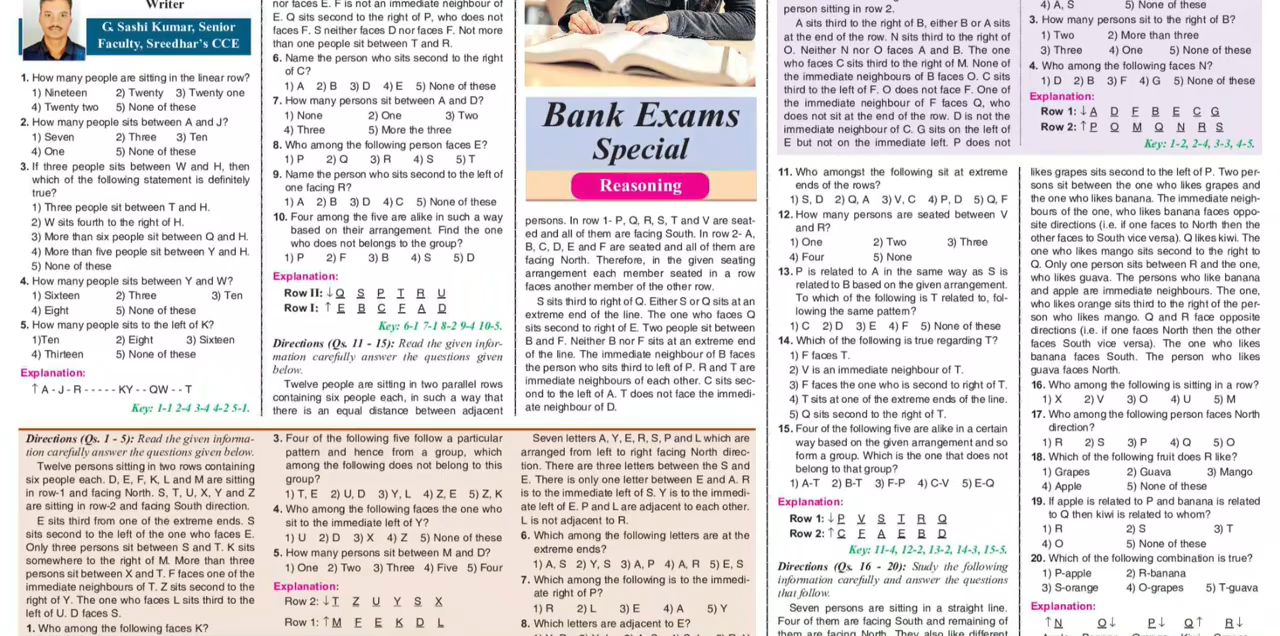 Writer
G. Sashi Kumar, Senior
Faculty, Sreedhar's CCE
1. How many people are sitting in the linear row?
1) Nineteen 2) Twenty 3) Twenty one
4) Twenty two 5) None of these
2. How many people sits between A and J?
1) Seven 2) Three 3) Ten
4) One 5) None of these
3. If three people sits between W and H, then
which of the following statement is definitely
true?
1) Three people sit between T and H.
2) W sits fourth to the right of H.
3) More than six people sit between Q and H.
4) More than five people sit between Y and H.
5) None of these
4. How many people sits between Y and W?
1) Sixteen 2) Three 3) Ten
4) Eight 5) None of these
5. How many people sits to the left of K?
1)Ten 2) Eight 3) Sixteen
4) Thirteen 5) None of these
Explanation:
↑ A - J - R - - - - - KY - - QW - - T
Key: 1-1 2-4 3-4 4-2 5-1.
nor faces E. F is not an immediate neighbour of
E. Q sits second to the right of P, who does not
faces F. S neither faces D nor faces F. Not more
than one people sit between T and R.
6. Name the person who sits second to the right
of C?
1) A 2) B 3) D 4) E 5) None of these
7. How many persons sit between A and D?
1) None 2) One 3) Two
4) Three 5) More the three
8. Who among the following person faces E?
1) P 2) Q 3) R 4) S 5) T
9. Name the person who sits second to the left of
one facing R?
1) A 2) B 3) D 4) C 5) None of these
10. Four among the five are alike in such a way
based on their arrangement. Find the one
who does not belongs to the group?
1) P 2) F 3) B 4) S 5) D
Explanation:
Row II: ↓ Q S P T R U
Row I: ↑ E B C F A D
Key: 6-1 7-1 8-2 9-4 10-5.
Directions (Qs. 11 - 15): Read the given infor-
mation carefully answer the questions given
below.
Twelve people are sitting in two parallel rows
containing six people each, in such a way that
there is an equal distance between adjacent
Bank Exams
Special
Reasoning
persons. In row 1- P, Q, R, S, T and V are seat-
ed and all of them are facing South. In row 2- A,
B, C, D, E and F are seated and all of them are
facing North. Therefore, in the given seating
arrangement each member seated in a row
faces another member of the other row.
S sits third to right of Q. Either S or Q sits at an
extreme end of the line. The one who faces Q
sits second to right of E. Two people sit between
B and F. Neither B nor F sits at an extreme end
of the line. The immediate neighbour of B faces
the person who sits third to left of P. R and T are
immediate neighbours of each other. C sits sec-
ond to the left of A. T does not face the immedi-
ate neighbour of D.
person sitting in row 2.
A sits third to the right of B, either B or A sits
at the end of the row. N sits third to the right of
O. Neither N nor O faces A and B. The one
who faces C sits third to the right of M. None of
the immediate neighbours of B faces O. C sits
third to the left of F. O does not face F. One of
the immediate neighbour of F faces Q, who
does not sit at the end of the row. D is not the
immediate neighbour of C. G sits on the left of
E but not on the immediate left. P does not
4) A, S 5) None of these
3. How many persons sit to the right of B?
1) Two 2) More than three
3) Three 4) One 5) None of these
4. Who among the following faces N?
1) D 2) B 3) F 4) G 5) None of these
Explanation:
Row 1: ↓ A D F B E C G
Row 2: ↑ P O M Q N R S
Key: 1-2, 2-4, 3-3, 4-5.
11. Who amongst the following sit at extreme
ends of the rows?
1) S, D 2) Q, A 3) V, C 4) P, D 5) Q, F
12. How many persons are seated between V
and R?
1) One 2) Two 3) Three
4) Four 5) None
13. P is related to A in the same way as S is
related to B based on the given arrangement.
To which of the following is T related to, fol-
lowing the same pattern?
1) C 2) D 3) E 4) F 5) None of these
14. Which of the following is true regarding T?
1) F faces T.
2) V is an immediate neighbour of T.
3) F faces the one who is second to right of T.
4) T sits at one of the extreme ends of the line.
5) Q sits second to the right of T.
15. Four of the following five are alike in a certain
way based on the given arrangement and so
form a group. Which is the one that does not
belong to that group?
1) A-T 2) B-T 3) F-P 4) C-V 5) E-Q
Explanation:
Row 1: ↓ P V S T R Q
Row 2: ↑ C F A E B D
Key: 11-4, 12-2, 13-2, 14-3, 15-5.
Directions (Qs. 16 - 20): Study the following
information carefully and answer the questions
that follow.
Seven persons are sitting in a straight line.
Four of them are facing South and remaining of
them are facing North. They also like different
likes grapes sits second to the left of P. Two per-
sons sit between the one who likes grapes and
the one who likes banana. The immediate neigh-
bours of the one, who likes banana faces oppo-
site directions (i.e. if one faces to North then the
other faces to South vice versa). Q likes kiwi. The
one who likes mango sits second to the right to
Q. Only one person sits between R and the one,
who likes guava. The persons who like banana
and apple are immediate neighbours. The one,
who likes orange sits third to the right of the per-
son who likes mango. Q and R face opposite
directions (i.e. if one faces North then the other
faces South vice versa). The one who likes
banana faces South. The person who likes
guava faces North.
16. Who among the following is sitting in a row?
1) X 2) V 3) O 4) U 5) M
17. Who among the following person faces North
direction?
1) R 2) S 3) P 4) Q 5) O
18. Which of the following fruit does R like?
1) Grapes 2) Guava 3) Mango
4) Apple 5) None of these
19. If apple is related to P and banana is related
to Q then kiwi is related to whom?
1) R 2) S 3) T
4) O 5) None of these
20. Which of the following combination is true?
1) P-apple 2) R-banana
3) S-orange 4) O-grapes 5) T-guava
Explanation:
↑ N O↓ P↓ Q↑ R↓
Directions (Qs. 1 - 5): Read the given informa-
tion carefully answer the questions given below.
Twelve persons sitting in two rows containing
six people each. D, E, F, K, L and M are sitting
in row-1 and facing North. S, T, U, X, Y and Z
are sitting in row-2 and facing South direction.
E sits third from one of the extreme ends. S
sits second to the left of the one who faces E.
Only three persons sit between S and T. K sits
somewhere to the right of M. More than three
persons sit between X and T. F faces one of the
immediate neighbours of T. Z sits second to the
right of Y. The one who faces L sits third to the
left of U. D faces S.
1. Who among the following faces K?
3. Four of the following five follow a particular
pattern and hence from a group, which
among the following does not belong to this
group?
1) T, E 2) U, D 3) Y, L 4) Z, E 5) Z, K
4. Who among the following faces the one who
sit to the immediate left of Y?
1) U 2) D 3) X 4) Z 5) None of these
5. How many persons sit between M and D?
1) One 2) Two 3) Three 4) Five 5) Four
Explanation:
Row 2: ↓ T Z U Y S X
Row 1: ↑ M F E K D L
Seven letters A, Y, E, R, S, P and L which are
arranged from left to right facing North direc-
tion. There are three letters between the S and
E. There is only one letter between E and A. R
is to the immediate left of S. Y is to the immedi-
ate left of E. P and L are adjacent to each other.
L is not adjacent to R.
6. Which among the following letters are at the
extreme ends?
1) A, S 2) Y, S 3) A, P 4) A, R 5) E, S
7. Which among the following is to the immedi-
ate right of P?
1) R 2) L 3) E 4) A 5) Y
8. Which letters are adjacent to E?